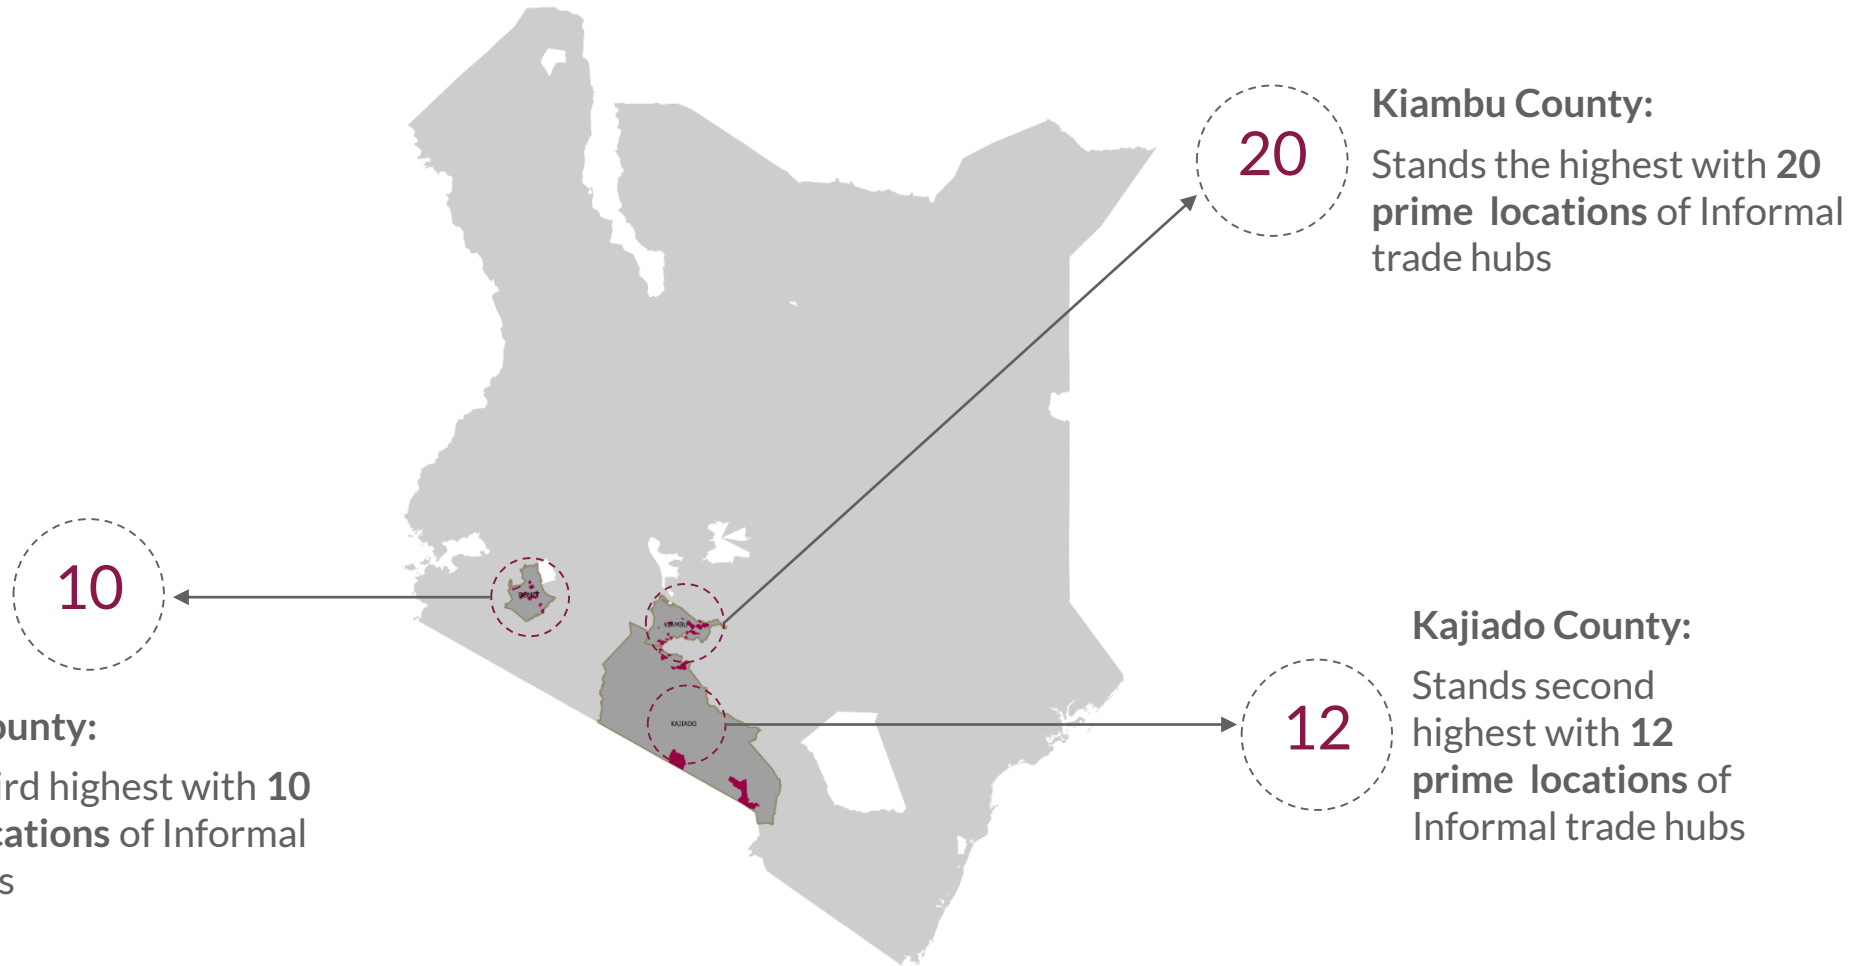 Kiambu County:
20
Stands the highest with 20
prime locations of Informal
trade hubs
10
KIAMBU
KAJIADO
Kajiado County:
12
Stands second
highest with 12
prime locations of
Informal trade hubs
ounty:
ird highest with 10
cations of Informal
s